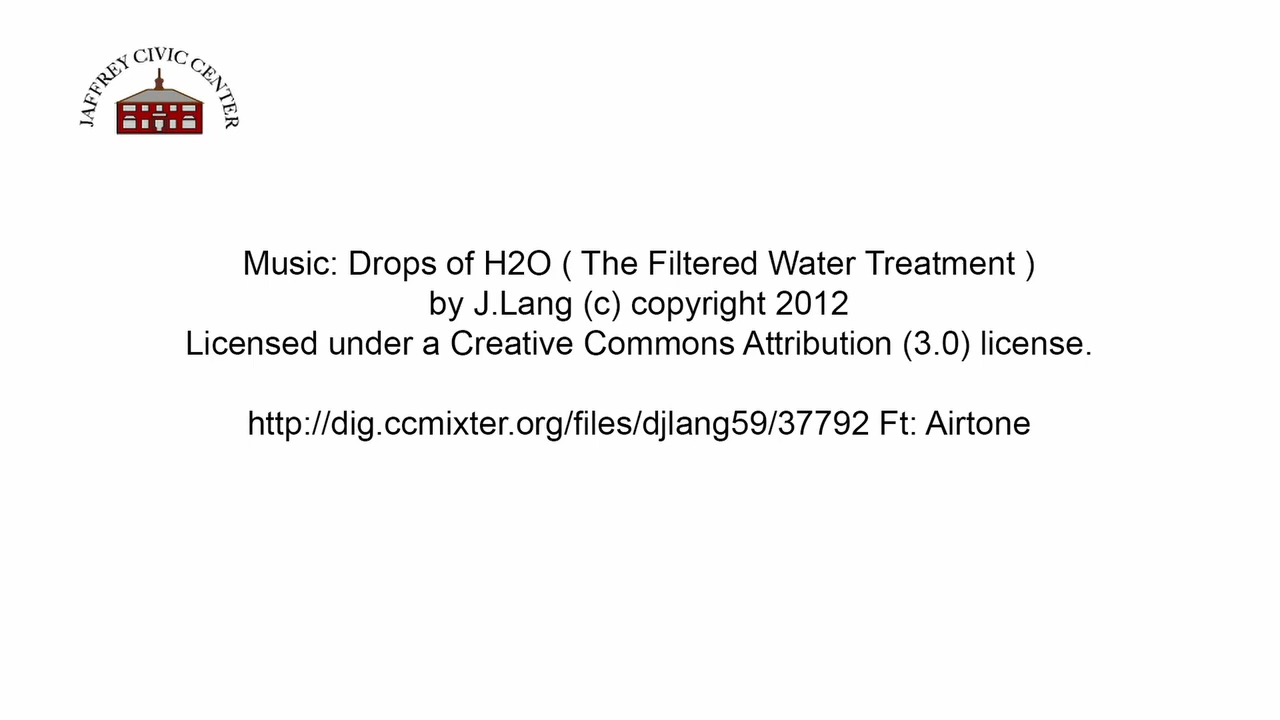 JAFFREY CIVIC CENTER
Music: Drops of H2O ( The Filtered Water Treatment )
by J.Lang (c) copyright 2012
Licensed under a Creative Commons Attribution (3.0) license.
http://dig.ccmixter.org/files/djlang59/37792 Ft: Airtone